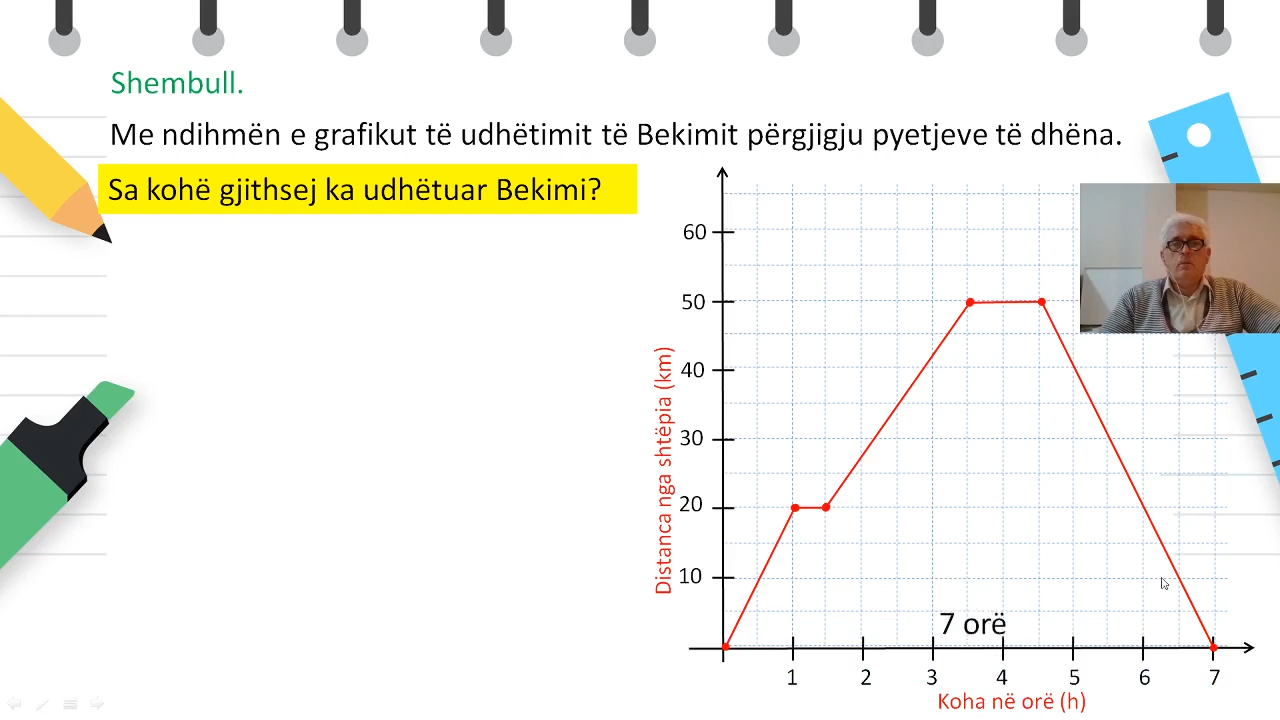 Shembull.
Me ndihmën e grafikut të udhëtimit të Bekimit përgjigju pyetjeve të dhëna.
Sa kohë gjithsej ka udhëtuar Bekimi?
60
50
40
30
20
10
Distanca nga shtëpia (km)
7 orë
1 2 3 4 5 6 7
Koha në orë (h)